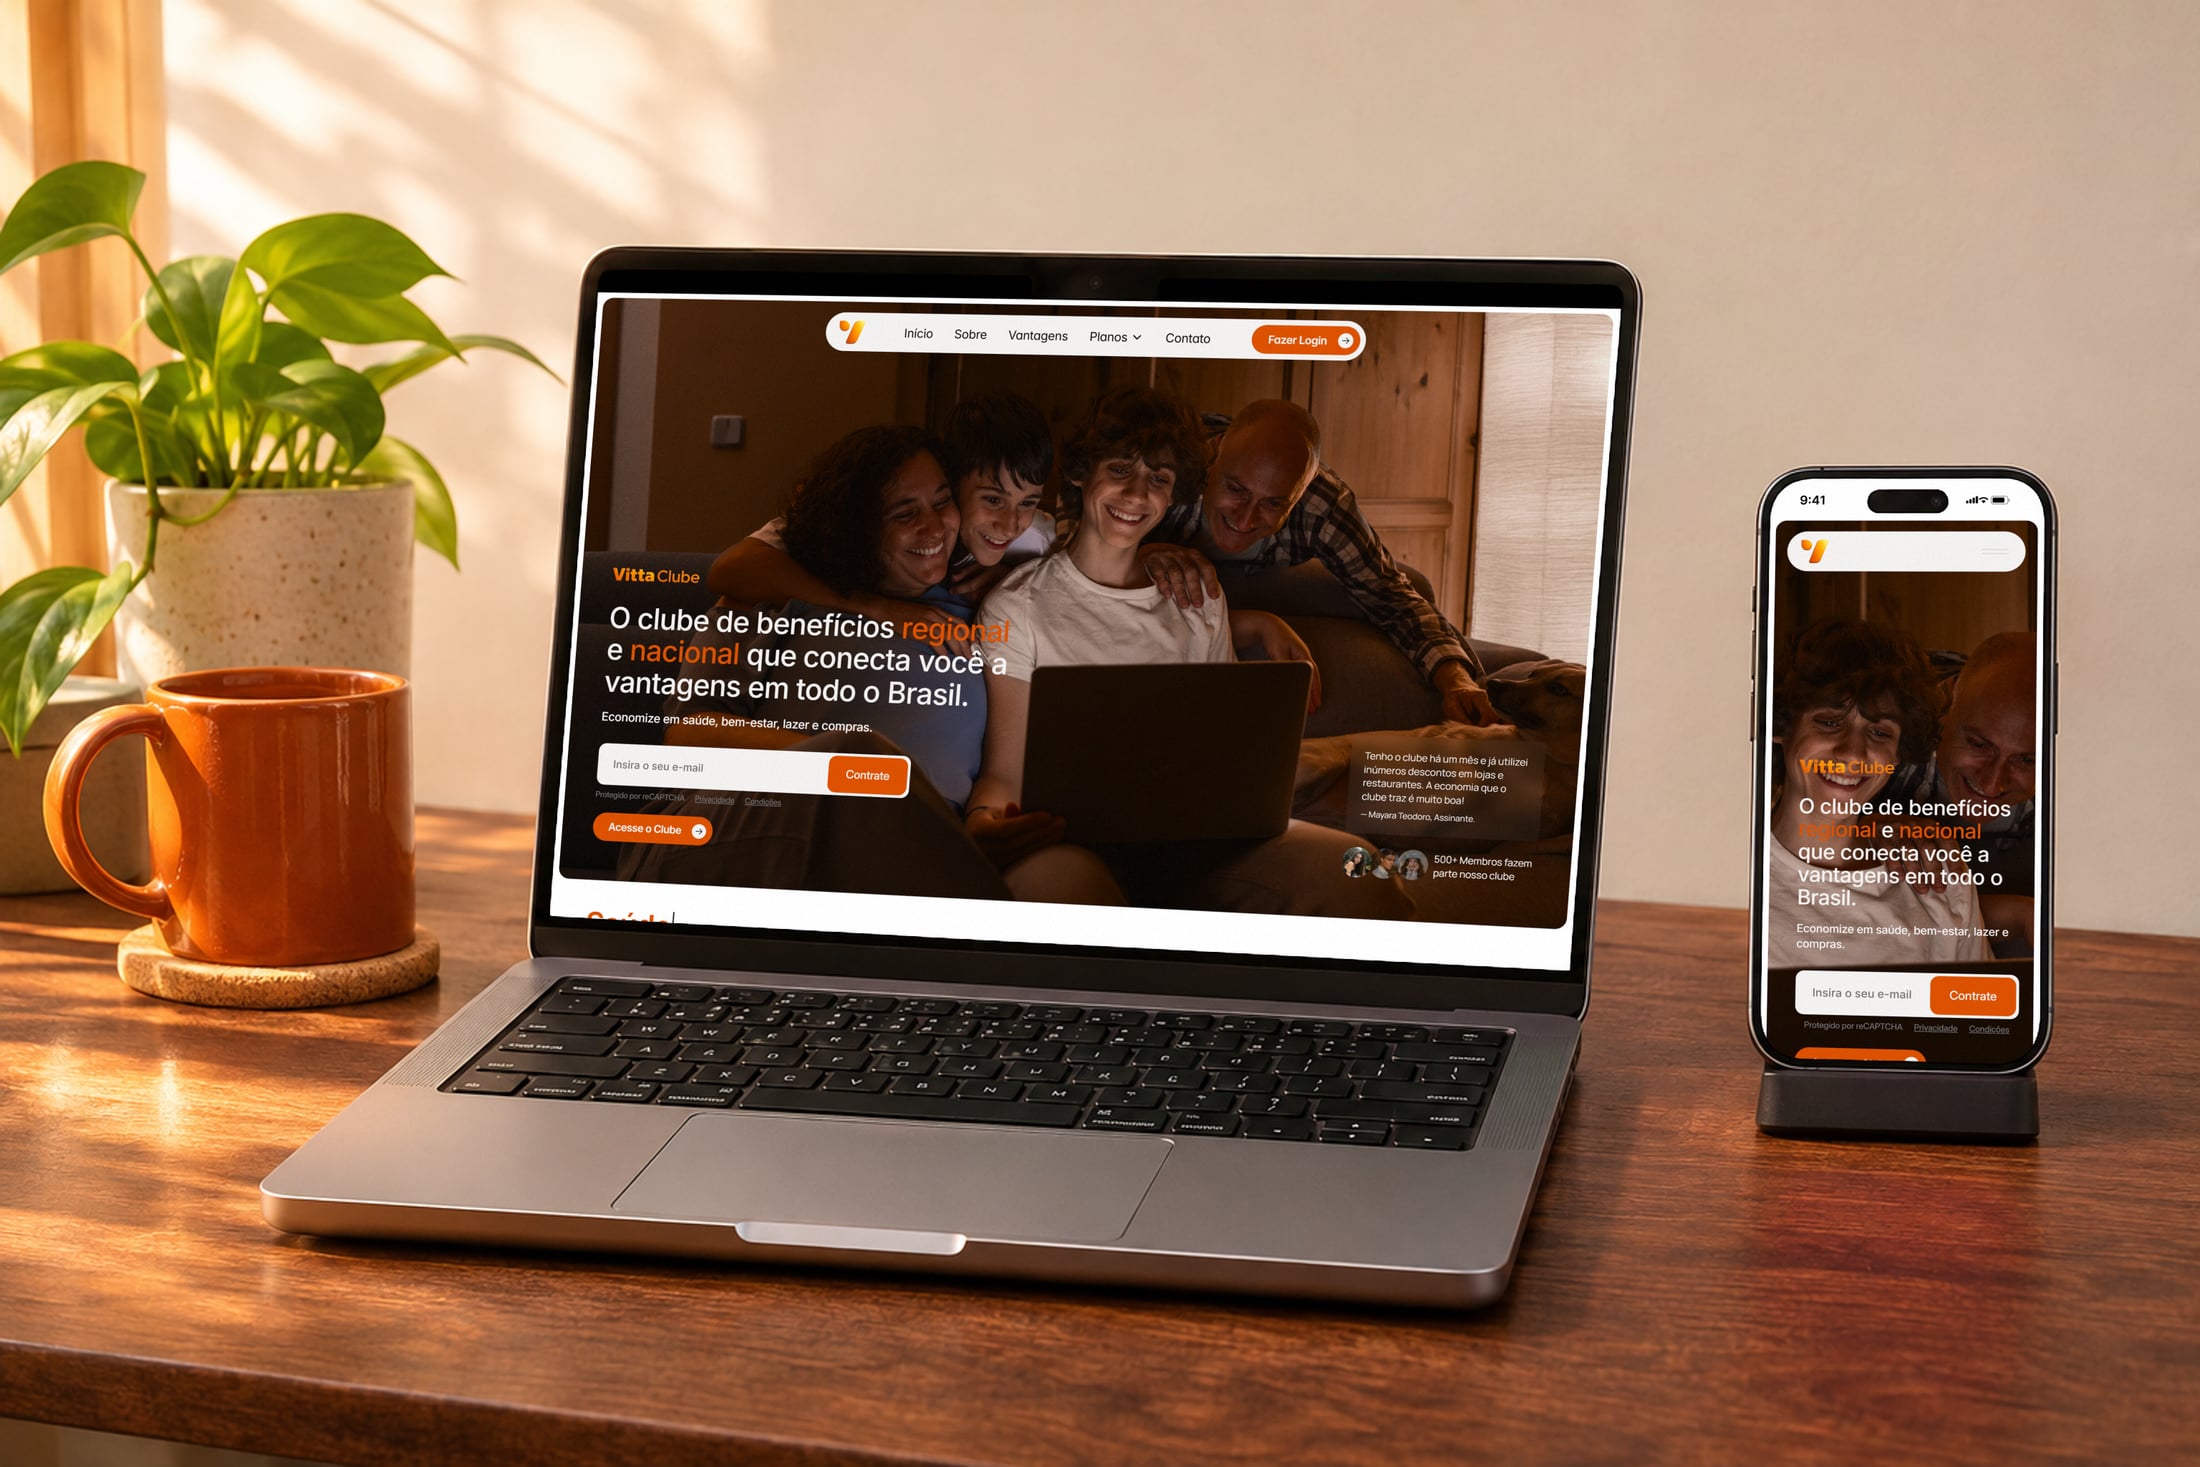 Início Sobre Vantagens Planos Contato Fazer Login
Vitta Clube
O clube de benefícios regional
e nacional que conecta você a
vantagens em todo o Brasil.
Economize em saúde, bem-estar, lazer e compras.
Insira o seu e-mail Contrate
Protegido por reCAPTCHA Privacidade Condições
Acesse o Clube
Tenho o clube há um mês e já utilizei
inúmeros descontos em lojas e
restaurantes. A economia que o
clube traz é muito boa!
— Mayara Teodoro, Assinante.
500+ Membros fazem
parte nosso clube
9:41
Vitta Clube
O clube de benefícios
regional e nacional
que conecta você a
vantagens em todo o
Brasil.
Economize em saúde, bem-estar, lazer e
compras.
Insira o seu e-mail Contrate
Protegido por reCAPTCHA Privacidade Condições